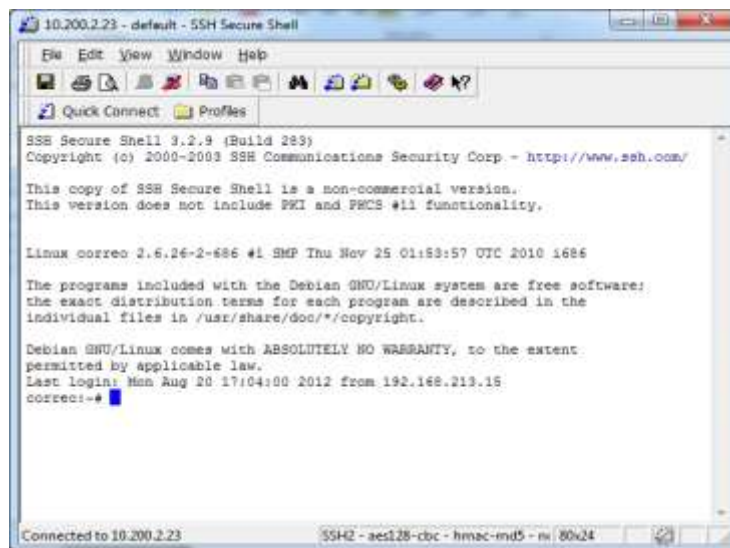 10.200.2.23 - default - SSH Secure Shell
File Edit View Window Help
Quick Connect Profiles
SSH Secure Shell 3.2.9 (Build 283)
Copyright (c) 2000-2003 SSH Communications Security Corp - http://www.ssh.com/
This copy of SSH Secure Shell is a non-commercial version.
This version does not include PKI and PKCS #11 functionality.
Linux correo 2.6.26-2-686 #1 SMP Thu Nov 25 01:53:57 UTC 2010 i686
The programs included with the Debian GNU/Linux system are free software;
the exact distribution terms for each program are described in the
individual files in /usr/share/doc/*/copyright.
Debian GNU/Linux comes with ABSOLUTELY NO WARRANTY, to the extent
permitted by applicable law.
Last login: Mon Aug 20 17:04:00 2012 from 192.168.213.15
correo:~#
Connected to 10.200.2.23
SSH2 - aes128-cbc - hmac-md5 - 80x24